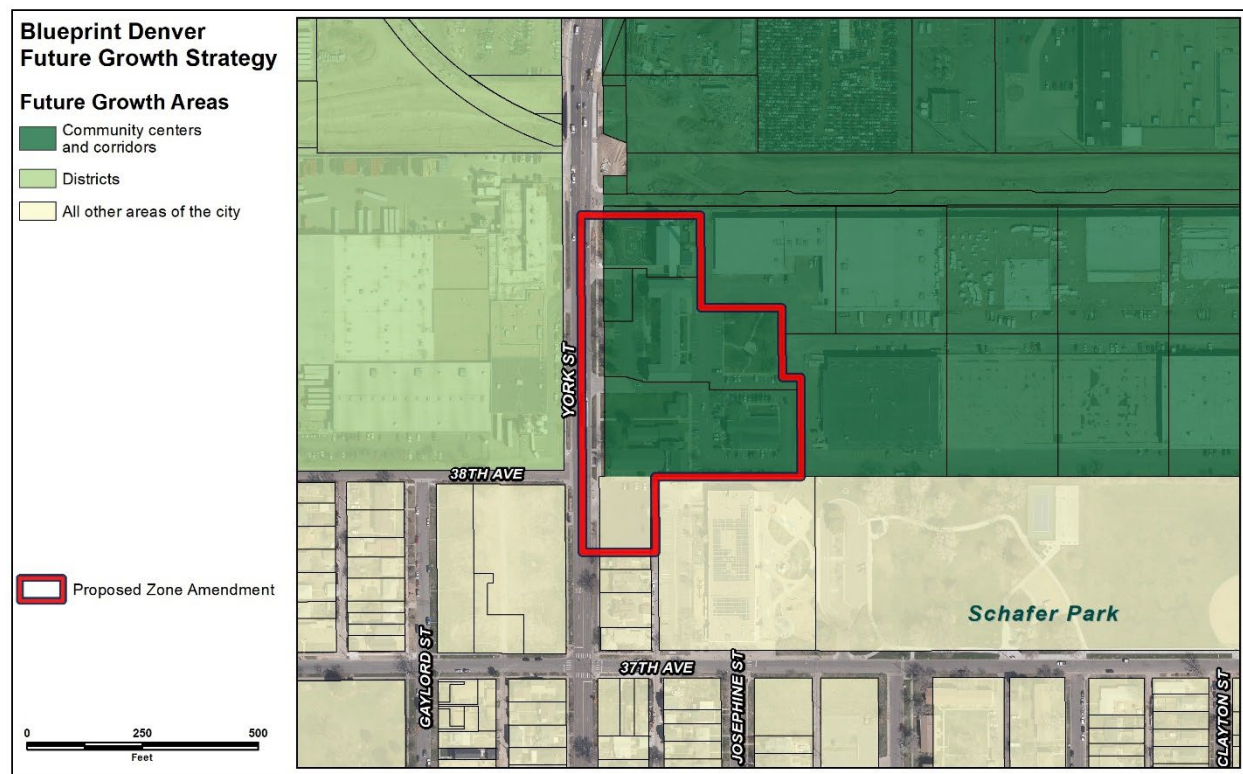 Blueprint Denver
Future Growth Strategy
Future Growth Areas
Community centers
and corridors
Districts
All other areas of the city
Proposed Zone Amendment
0 250 500
Feet
YORK ST
38TH AVE
GAYLORD ST
37TH AVE
JOSEPHINE ST
Schafer Park
CLAYTON ST